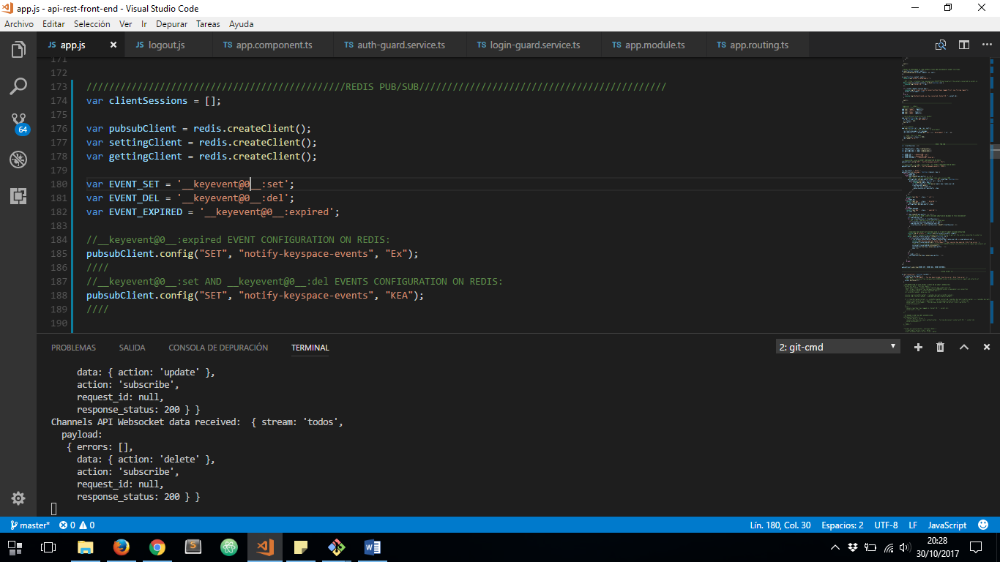 app.js - api-rest-front-end - Visual Studio Code
Archivo Editar Selección Ver Ir Depurar Tareas Ayuda
JS app.js JS logout.js TS app.component.ts TS auth-guard.service.ts TS login-guard.service.ts TS app.module.ts TS app.routing.ts
171
172
173 //////////////////////////////////////////////REDIS PUB/SUB////////////////////////////////////////////
174 var clientSessions = [];
175
176 var pubsubClient = redis.createClient();
177 var settingClient = redis.createClient();
178 var gettingClient = redis.createClient();
179
180 var EVENT_SET = '__keyevent@0__:set';
181 var EVENT_DEL = '__keyevent@0__:del';
182 var EVENT_EXPIRED = '__keyevent@0__:expired';
183
184 //__keyevent@0__:expired EVENT CONFIGURATION ON REDIS:
185 pubsubClient.config("SET", "notify-keyspace-events", "Ex");
186 ////
187 //__keyevent@0__:set AND __keyevent@0__:del EVENTS CONFIGURATION ON REDIS:
188 pubsubClient.config("SET", "notify-keyspace-events", "KEA");
189 ////
190
64
PROBLEMAS SALIDA CONSOLA DE DEPURACIÓN TERMINAL 2: git-cmd
data: { action: 'update' },
action: 'subscribe',
request_id: null,
response_status: 200 } }
Channels API Websocket data received:  { stream: 'todos',
payload:
{ errors: [],
data: { action: 'delete' },
action: 'subscribe',
request_id: null,
response_status: 200 } }
master* 0 0 Lín. 180, Col. 30 Espacios: 2 UTF-8 LF JavaScript
20:28
30/10/2017